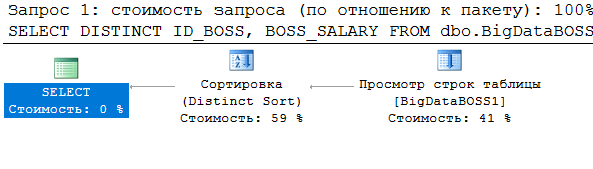 Запрос 1: стоимость запроса (по отношению к пакету): 100%
SELECT DISTINCT ID_BOSS, BOSS_SALARY FROM dbo.BigDataBOSS
SELECT
Стоимость: 0 %
Сортировка
(Distinct Sort)
Стоимость: 59 %
Просмотр строк таблицы
[BigDataBOSS1]
Стоимость: 41 %